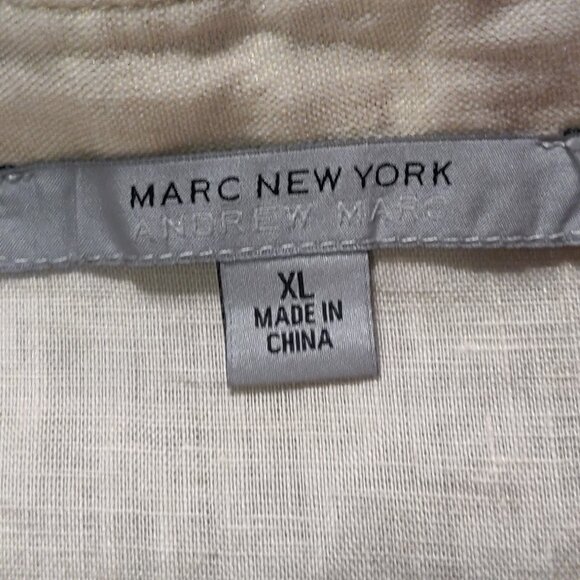 MARC NEW YORK
ANDREW MARC
XL
MADE IN
CHINA